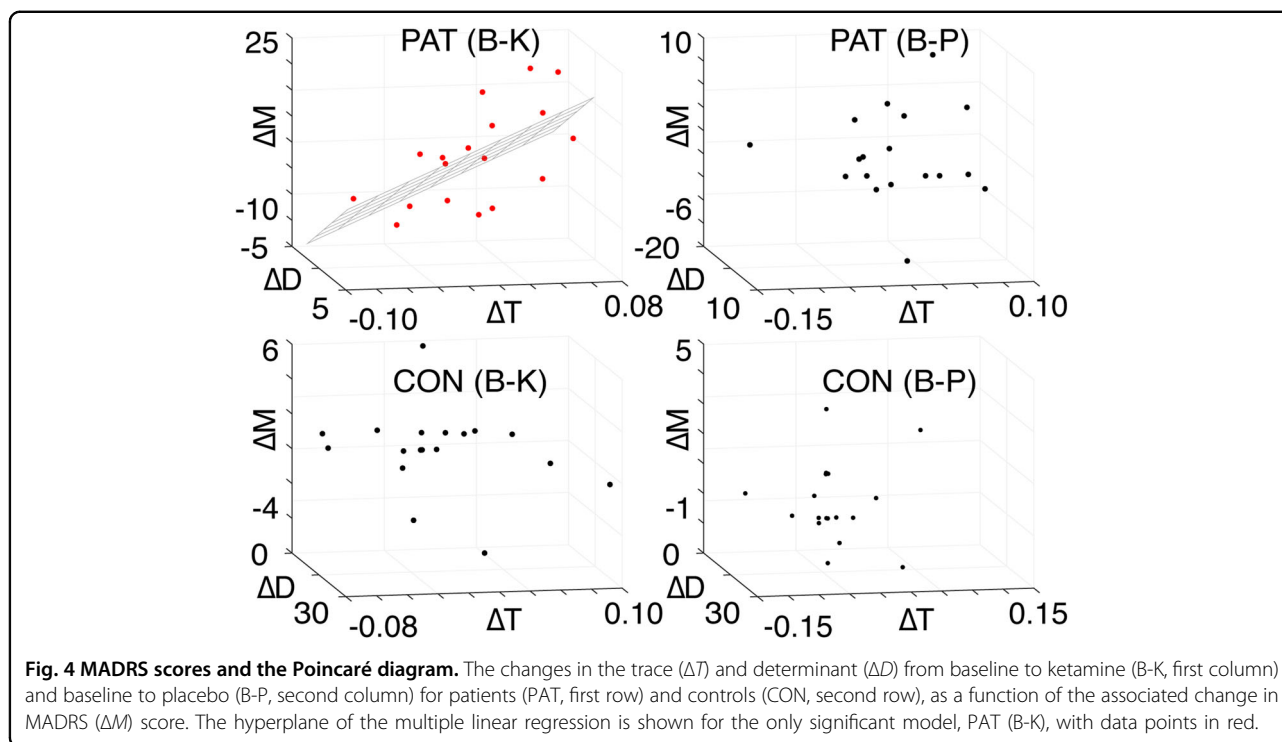 25
PAT (B-K)
ΔM
-10
-5
ΔD
5
-0.10
ΔT
0.08
10
PAT (B-P)
ΔM
-6
-20
ΔD
10
-0.15
ΔT
0.10
6
CON (B-K)
ΔM
-4
0
ΔD
30
-0.08
ΔT
0.10
5
CON (B-P)
ΔM
-1
0
ΔD
30
-0.15
ΔT
0.15
Fig. 4 MADRS scores and the Poincaré diagram. The changes in the trace (ΔT) and determinant (ΔD) from baseline to ketamine (B-K, first column)
and baseline to placebo (B-P, second column) for patients (PAT, first row) and controls (CON, second row), as a function of the associated change in
MADRS (ΔM) score. The hyperplane of the multiple linear regression is shown for the only significant model, PAT (B-K), with data points in red.